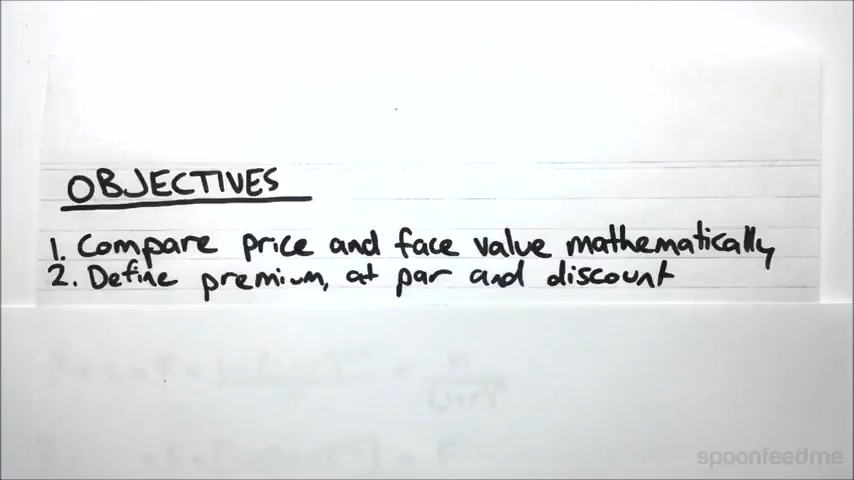 OBJECTIVES
1. Compare price and face value mathematically
2. Define premium, at par and discount
spoonfeedme